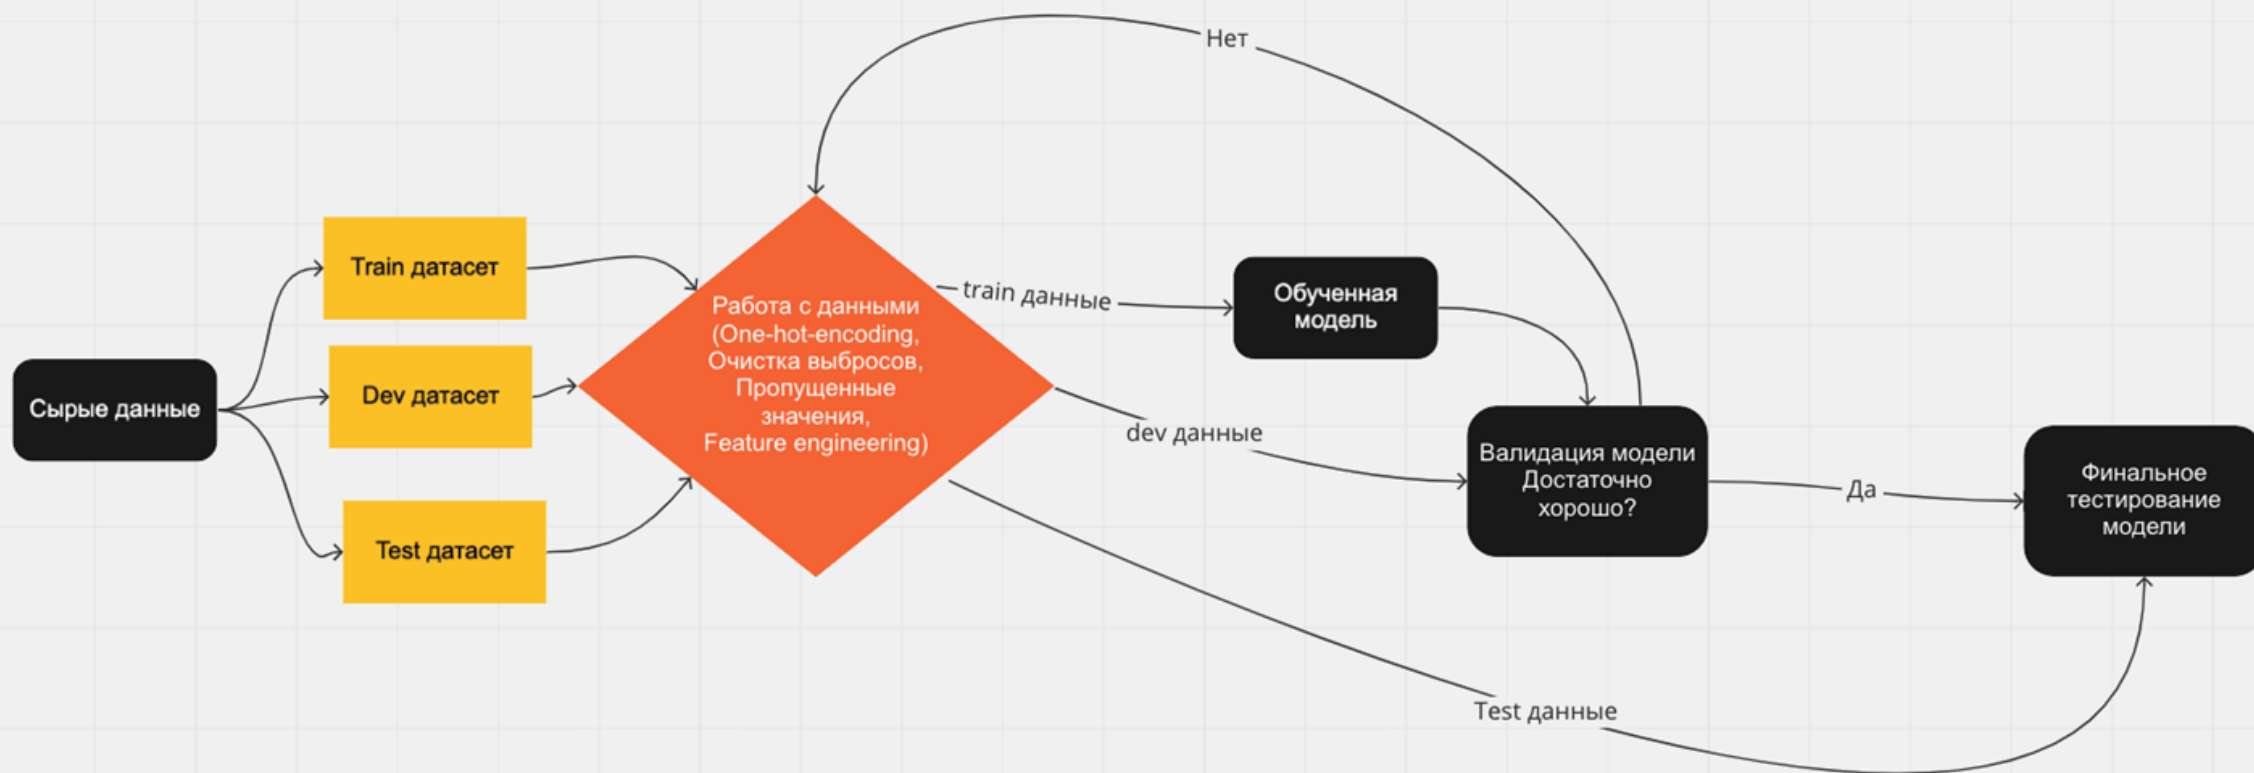 Нет
Train датасет
Dev датасет
Test датасет
Сырые данные
Работа с данными
(One-hot-encoding,
Очистка выбросов,
Пропущенные
значения,
Feature engineering)
train данные
Обученная
модель
dev данные
Валидация модели
Достаточно
хорошо?
Да
Финальное
тестирование
модели
Test данные